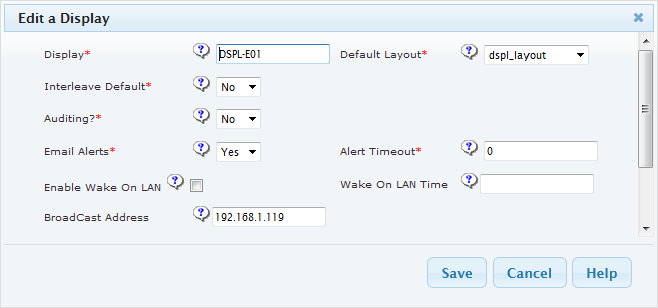 Edit a Display
Display* ? DSPL-E01 Default Layout* ? dspl_layout
Interleave Default* ? No
Auditing?* ? No
Email Alerts* ? Yes Alert Timeout* ? 0
Enable Wake On LAN ? Wake On LAN Time ?
BroadCast Address ? 192.168.1.119
Save Cancel Help